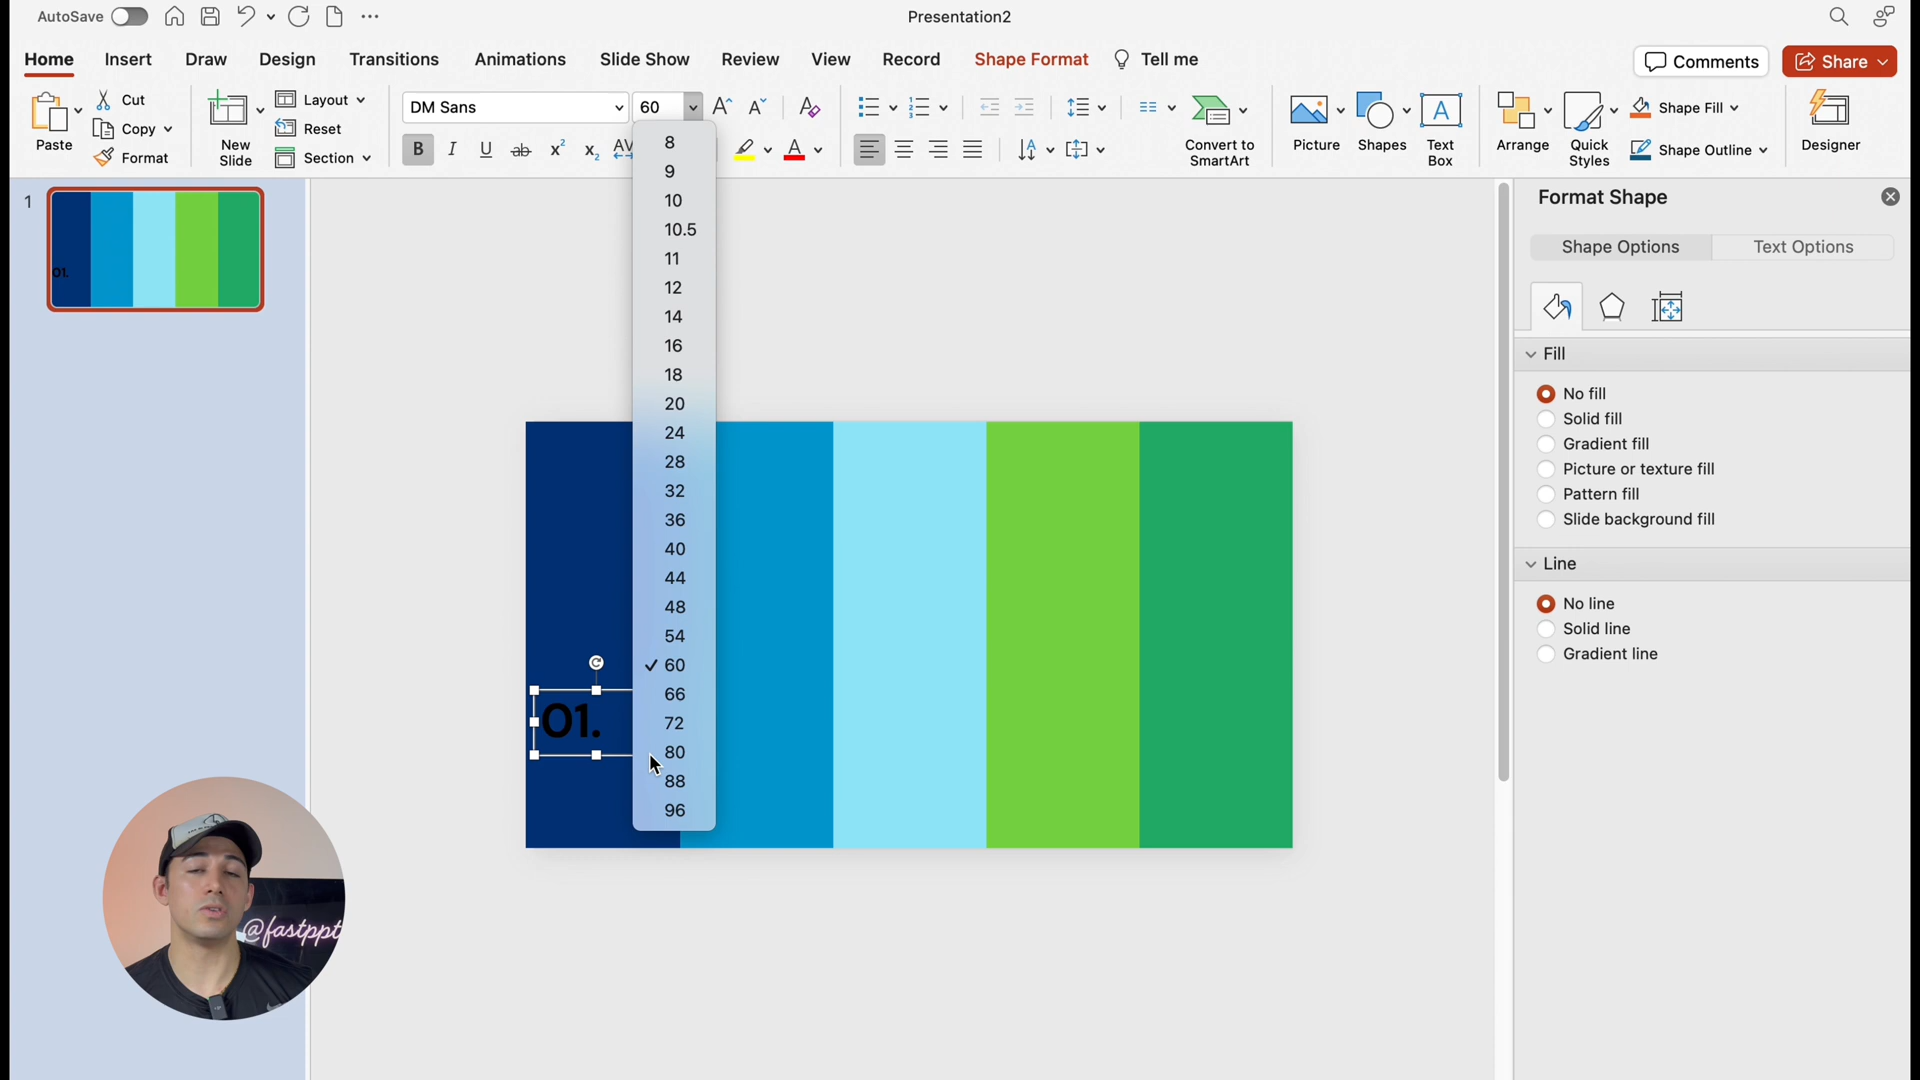 AutoSave
Presentation2
Home Insert Draw Design Transitions Animations Slide Show Review View Record Shape Format Tell me
Comments
Share
Paste
Cut
Copy
Format
New Slide
Layout
Reset
Section
DM Sans
60
B I U ab x² x₂ AV A
Convert to SmartArt
Picture
Shapes
Text Box
Arrange
Quick Styles
Shape Fill
Shape Outline
Designer
1
01.
8
9
10
10.5
11
12
14
16
18
20
24
28
32
36
40
44
48
54
✓ 60
66
72
80
88
96
01.
Format Shape
Shape Options
Text Options
Fill
No fill
Solid fill
Gradient fill
Picture or texture fill
Pattern fill
Slide background fill
Line
No line
Solid line
Gradient line
@fastppt